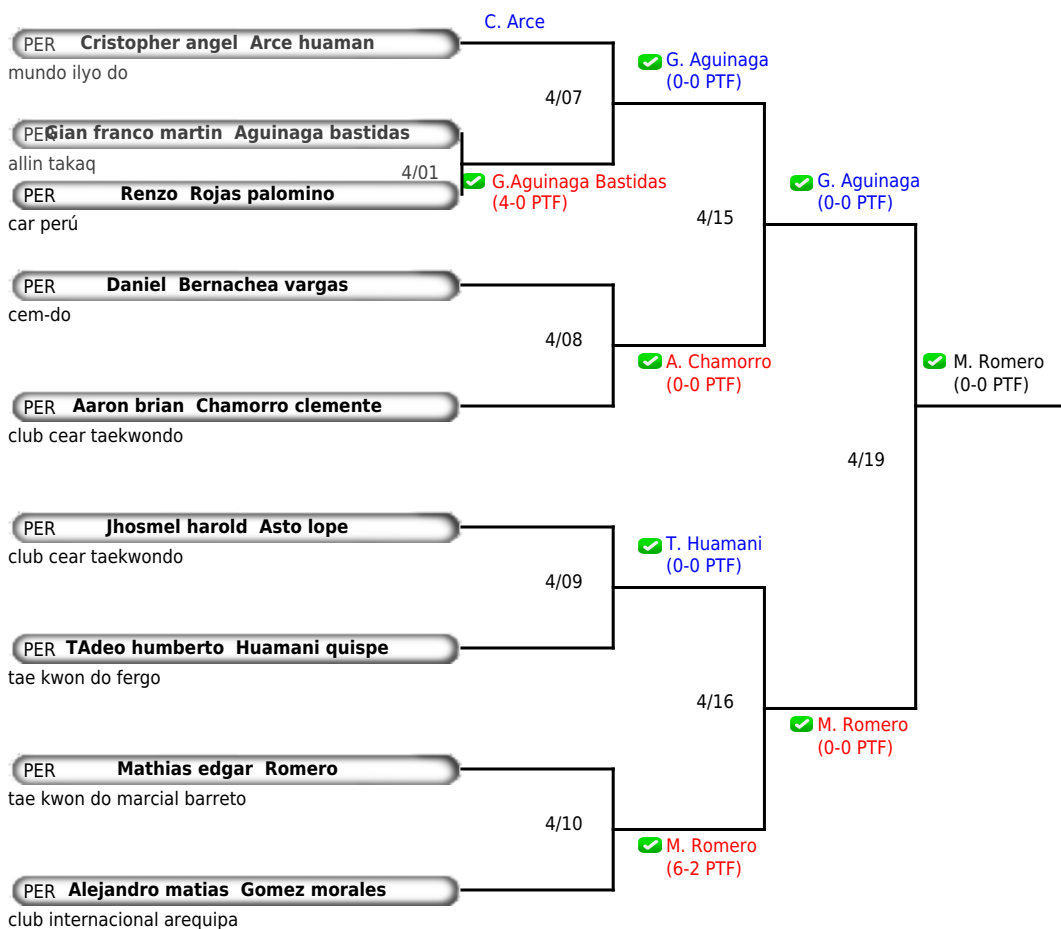 C. Arce
PER Cristopher angel Arce huaman
mundo ilyo do
G. Aguinaga
(0-0 PTF)
4/07
PER Gian franco martin Aguinaga bastidas
allin takaq
4/01
G.Aguinaga Bastidas
(4-0 PTF)
PER Renzo Rojas palomino
car perú
G. Aguinaga
(0-0 PTF)
4/15
PER Daniel Bernachea vargas
cem-do
4/08
A. Chamorro
(0-0 PTF)
M. Romero
(0-0 PTF)
PER Aaron brian Chamorro clemente
club cear taekwondo
4/19
PER Jhosmel harold Asto lope
club cear taekwondo
T. Huamani
(0-0 PTF)
4/09
PER TAdeo humberto Huamani quispe
tae kwon do fergo
4/16
M. Romero
(0-0 PTF)
PER Mathias edgar Romero
tae kwon do marcial barreto
4/10
M. Romero
(6-2 PTF)
PER Alejandro matias Gomez morales
club internacional arequipa